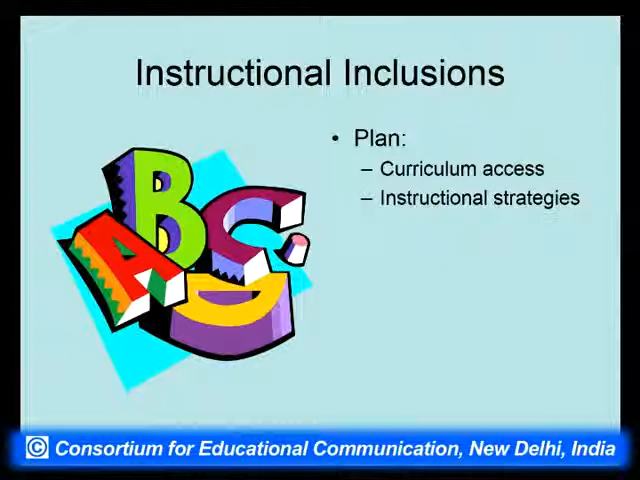 Instructional Inclusions
• Plan:
– Curriculum access
– Instructional strategies
A B C D
© Consortium for Educational Communication, New Delhi, India